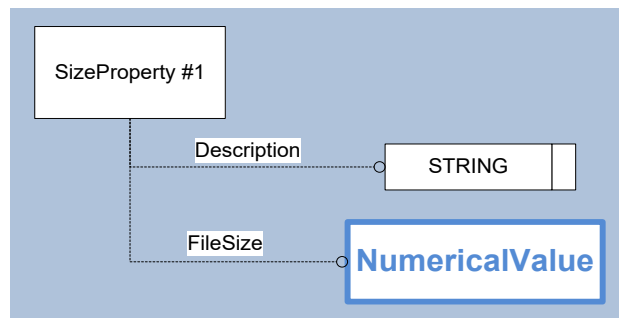 SizeProperty #1
Description
STRING
FileSize
NumericalValue